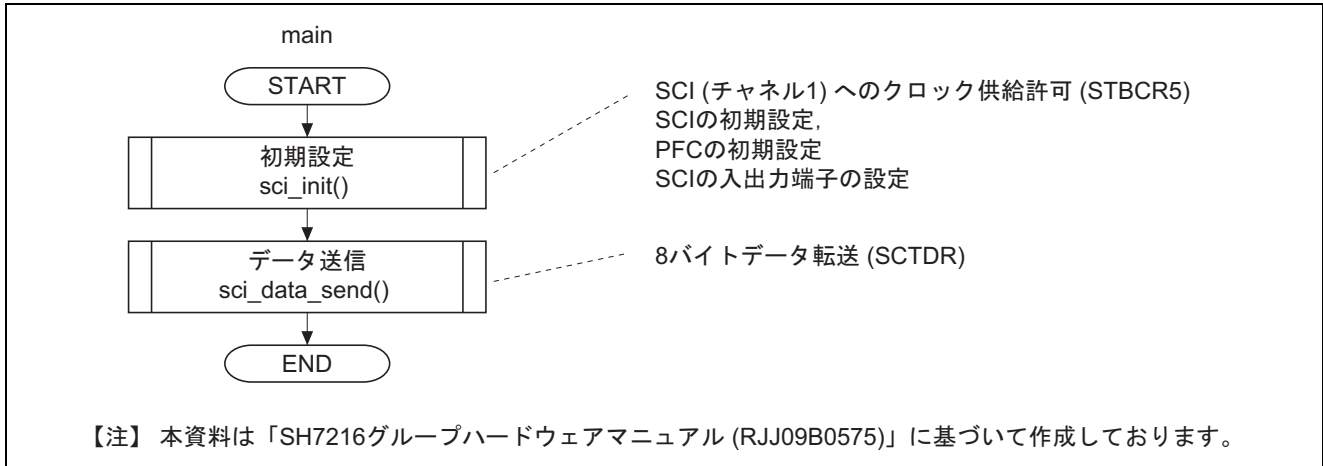 main
START
初期設定
sci_init()
SCI (チャネル1) へのクロック供給許可 (STBCR5)
SCIの初期設定,
PFCの初期設定
SCIの入出力端子の設定
データ送信
sci_data_send()
8バイトデータ転送 (SCTDR)
END
【注】 本資料は「SH7216グループハードウェアマニュアル (RJJ09B0575)」に基づいて作成しております。